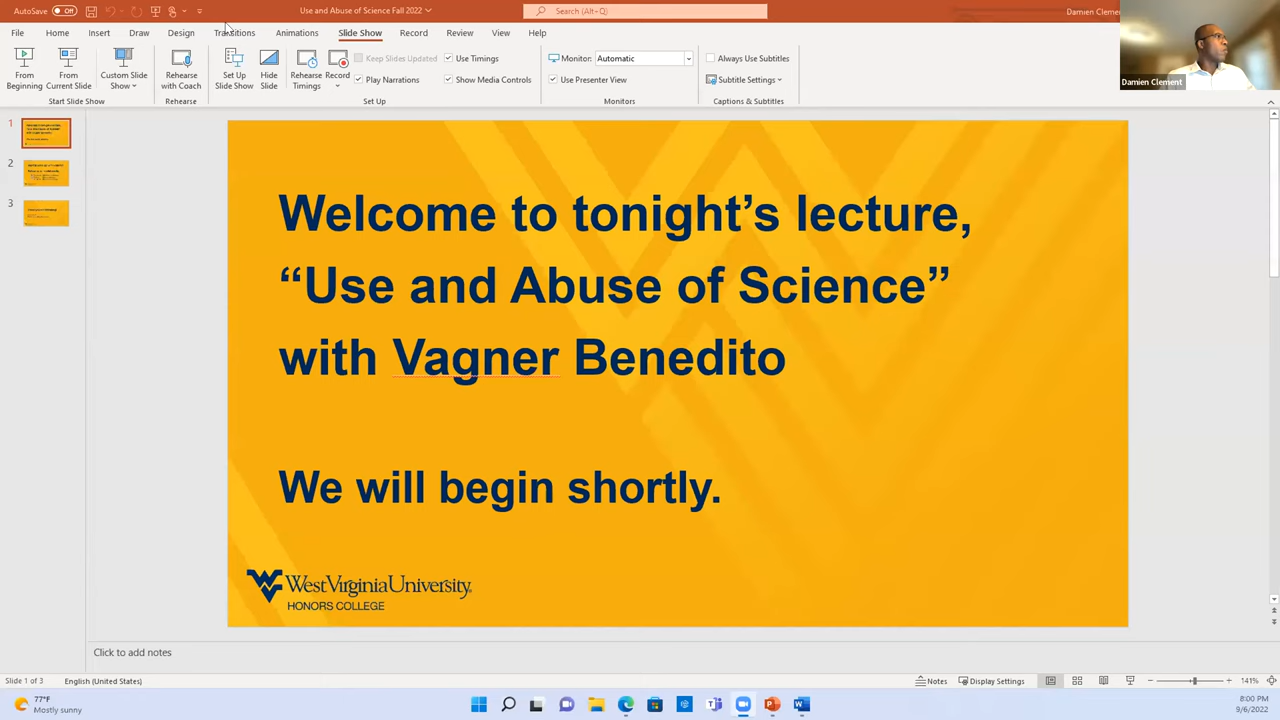 AutoSave Off
Use and Abuse of Science Fall 2022
Search (Alt+Q)
Damien Cleme
File Home Insert Draw Design Transitions Animations Slide Show Record Review View Help
From Beginning
From Current Slide
Custom Slide Show
Start Slide Show
Rehearse with Coach
Rehearse
Set Up Slide Show
Hide Slide
Rehearse Timings
Record
Keep Slides Updated
Use Timings
Play Narrations
Show Media Controls
Set Up
Monitor: Automatic
Use Presenter View
Monitors
Always Use Subtitles
Subtitle Settings
Captions & Subtitles
Damien Clement
1
2
3
Welcome to tonight’s lecture,
“Use and Abuse of Science”
with Vagner Benedito
We will begin shortly.
WestVirginiaUniversity
HONORS COLLEGE
Click to add notes
Slide 1 of 3
English (United States)
Notes
Display Settings
141%
77°F
Mostly sunny
8:00 PM
9/6/2022